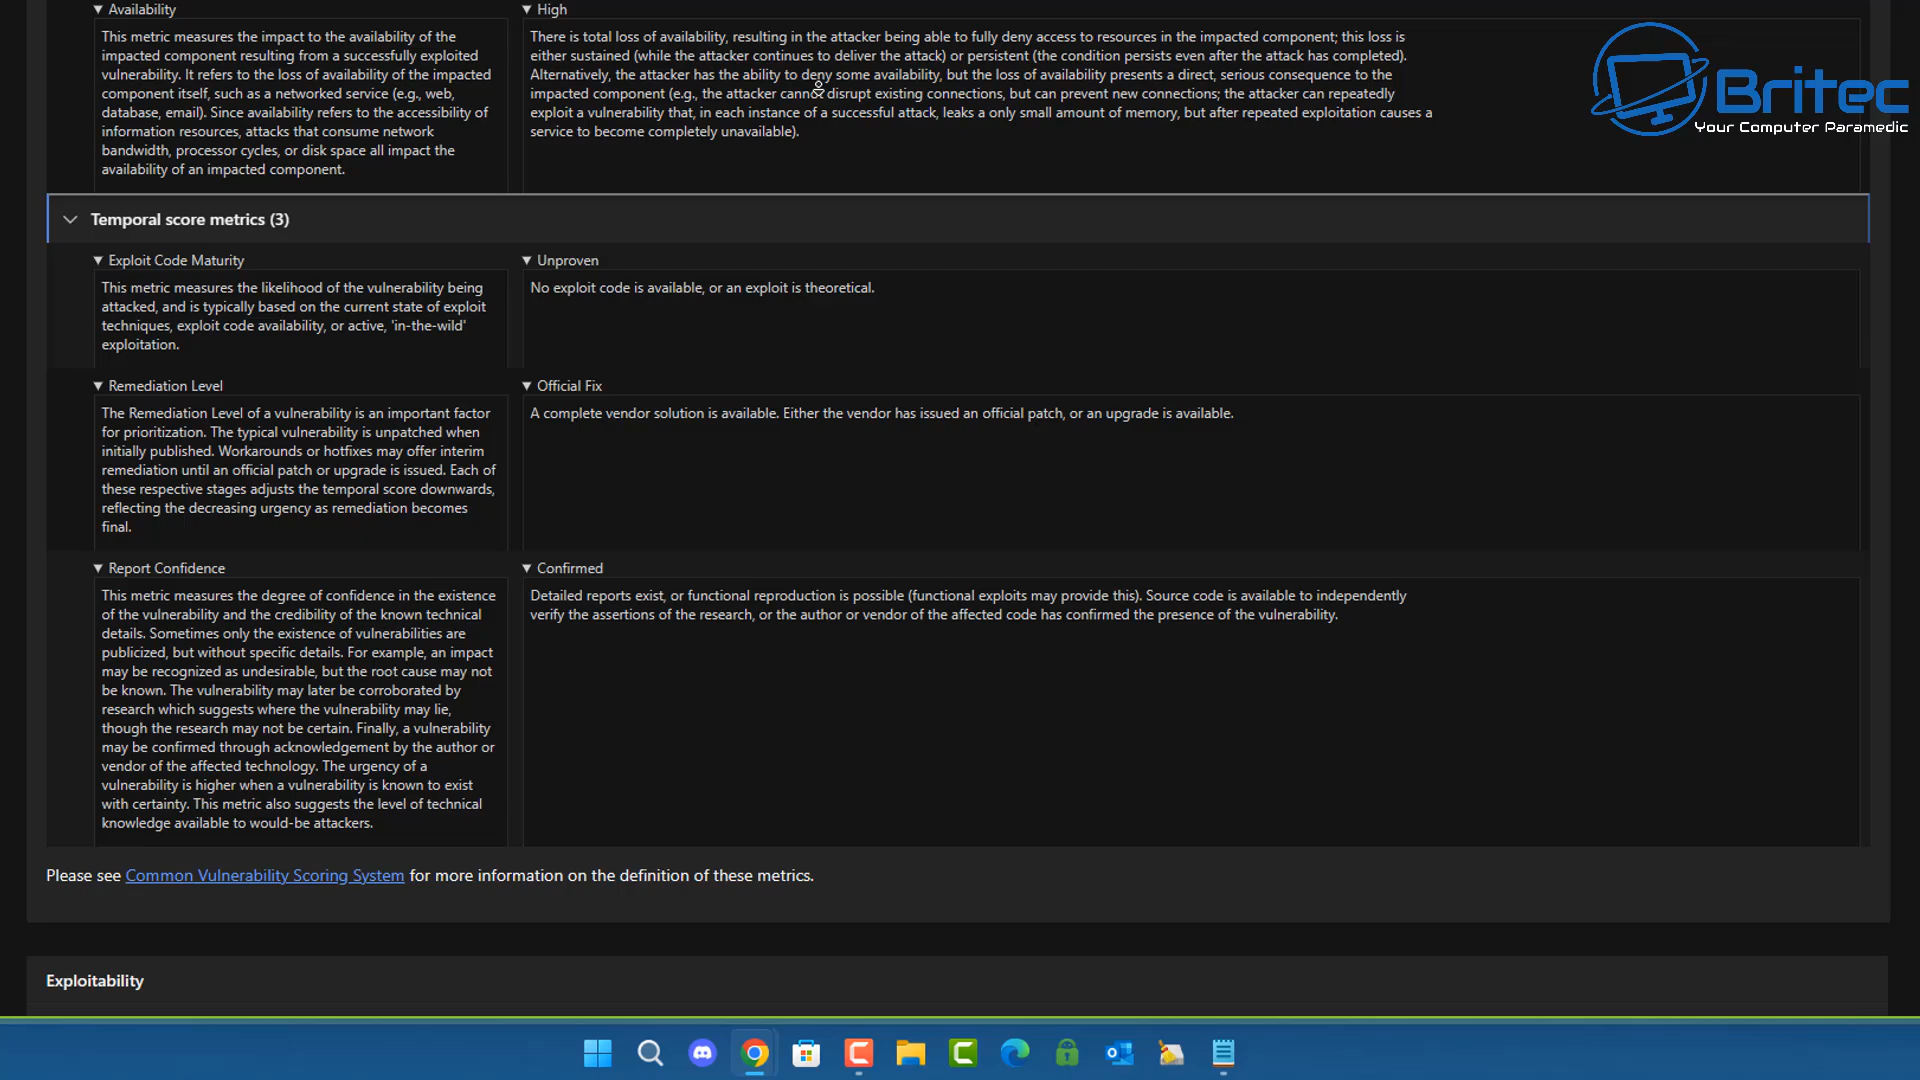 Availability
This metric measures the impact to the availability of the
impacted component resulting from a successfully exploited
vulnerability. It refers to the loss of availability of the impacted
component itself, such as a networked service (e.g., web,
database, email). Since availability refers to the accessibility of
information resources, attacks that consume network
bandwidth, processor cycles, or disk space all impact the
availability of an impacted component.
High
There is total loss of availability, resulting in the attacker being able to fully deny access to resources in the impacted component; this loss is
either sustained (while the attacker continues to deliver the attack) or persistent (the condition persists even after the attack has completed).
Alternatively, the attacker has the ability to deny some availability, but the loss of availability presents a direct, serious consequence to the
impacted component (e.g., the attacker cannot disrupt existing connections, but can prevent new connections; the attacker can repeatedly
exploit a vulnerability that, in each instance of a successful attack, leaks a only small amount of memory, but after repeated exploitation causes a
service to become completely unavailable).
Britec
Your Computer Paramedic
Temporal score metrics (3)
Exploit Code Maturity
This metric measures the likelihood of the vulnerability being
attacked, and is typically based on the current state of exploit
techniques, exploit code availability, or active, 'in-the-wild'
exploitation.
Unproven
No exploit code is available, or an exploit is theoretical.
Remediation Level
The Remediation Level of a vulnerability is an important factor
for prioritization. The typical vulnerability is unpatched when
initially published. Workarounds or hotfixes may offer interim
remediation until an official patch or upgrade is issued. Each of
these respective stages adjusts the temporal score downwards,
reflecting the decreasing urgency as remediation becomes
final.
Official Fix
A complete vendor solution is available. Either the vendor has issued an official patch, or an upgrade is available.
Report Confidence
This metric measures the degree of confidence in the existence
of the vulnerability and the credibility of the known technical
details. Sometimes only the existence of vulnerabilities are
publicized, but without specific details. For example, an impact
may be recognized as undesirable, but the root cause may not
be known. The vulnerability may later be corroborated by
research which suggests where the vulnerability may lie,
though the research may not be certain. Finally, a vulnerability
may be confirmed through acknowledgement by the author or
vendor of the affected technology. The urgency of a
vulnerability is higher when a vulnerability is known to exist
with certainty. This metric also suggests the level of technical
knowledge available to would-be attackers.
Confirmed
Detailed reports exist, or functional reproduction is possible (functional exploits may provide this). Source code is available to independently
verify the assertions of the research, or the author or vendor of the affected code has confirmed the presence of the vulnerability.
Please see Common Vulnerability Scoring System for more information on the definition of these metrics.
Exploitability